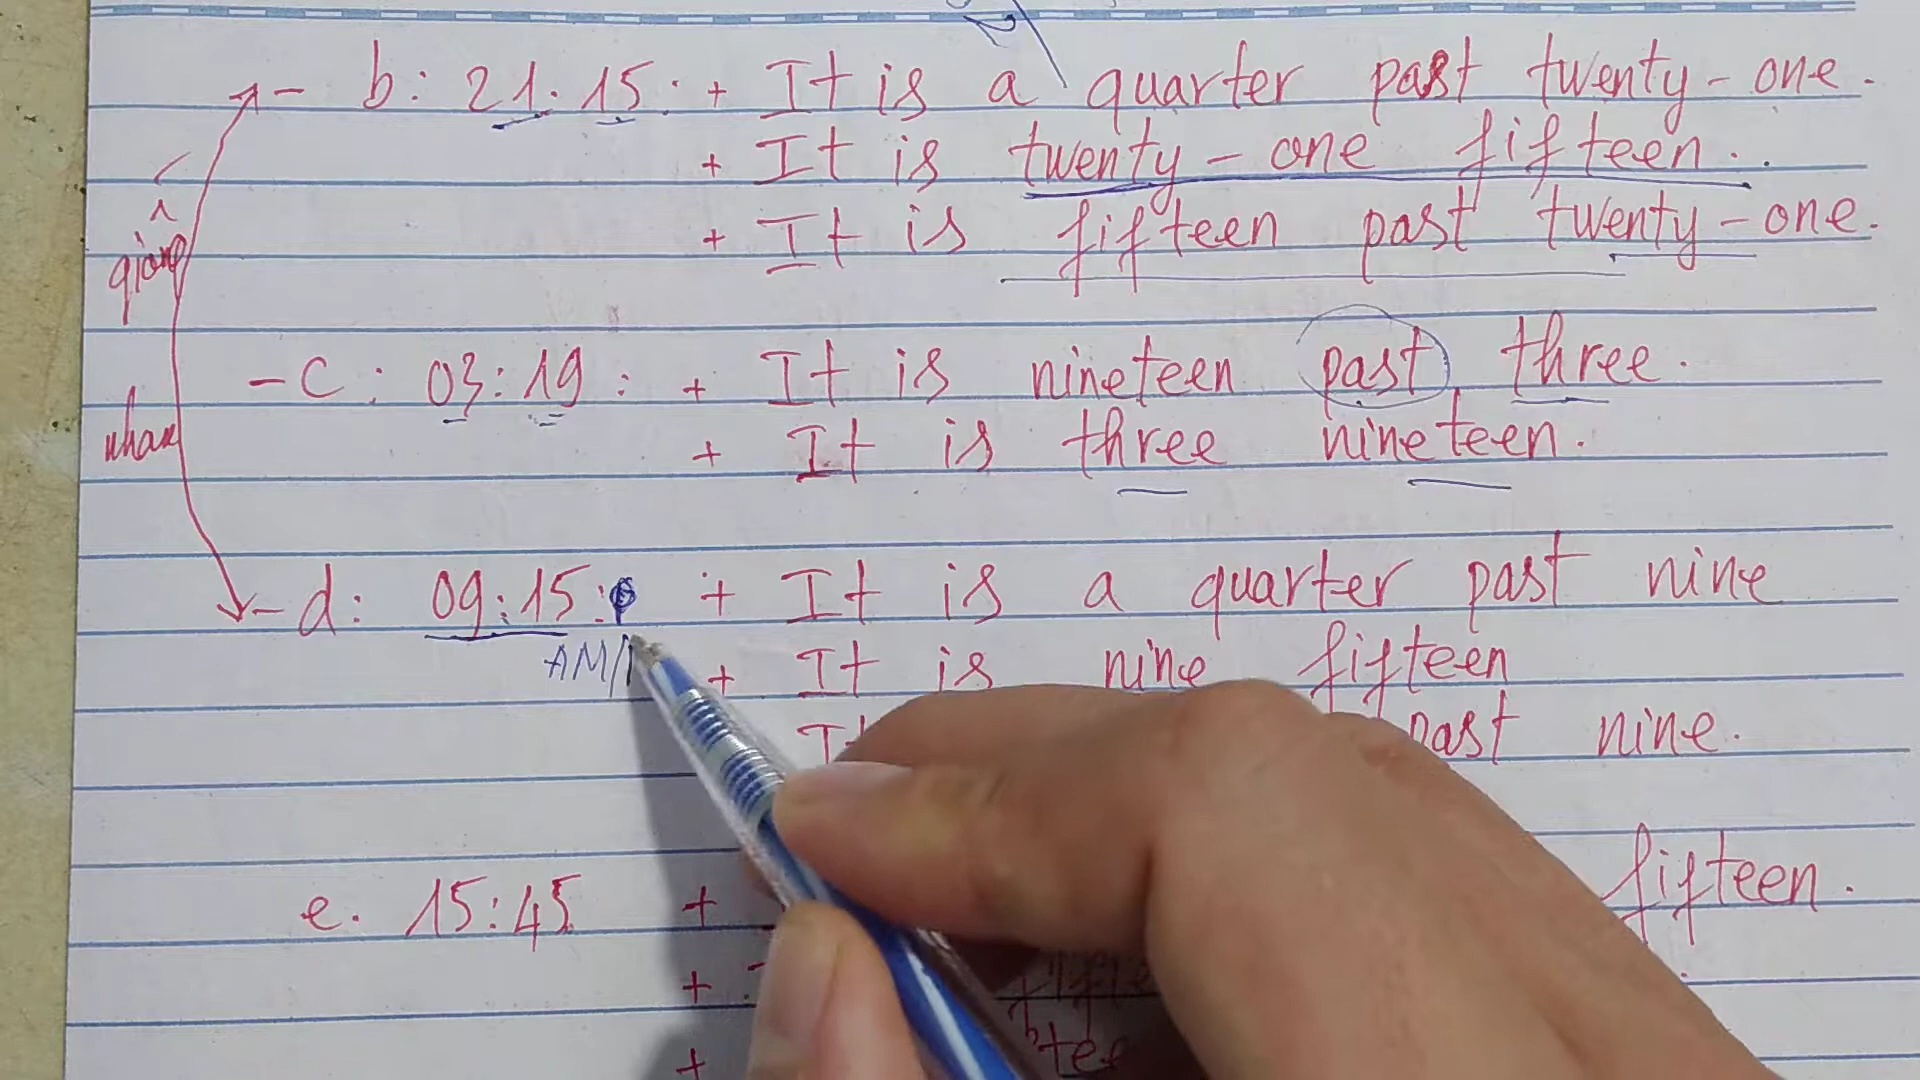 - b: 21.15: + It is a quarter past twenty-one.
+ It is twenty-one fifteen..
+ It is fifteen past twenty-one.
giống
- c: 03:19: + It is nineteen past three.
nhau + It is three nineteen.
- d: 09:15: + It is a quarter past nine
AM/ + It is nine fifteen
It past nine.
e. 15:45 + fifteen.
+
+